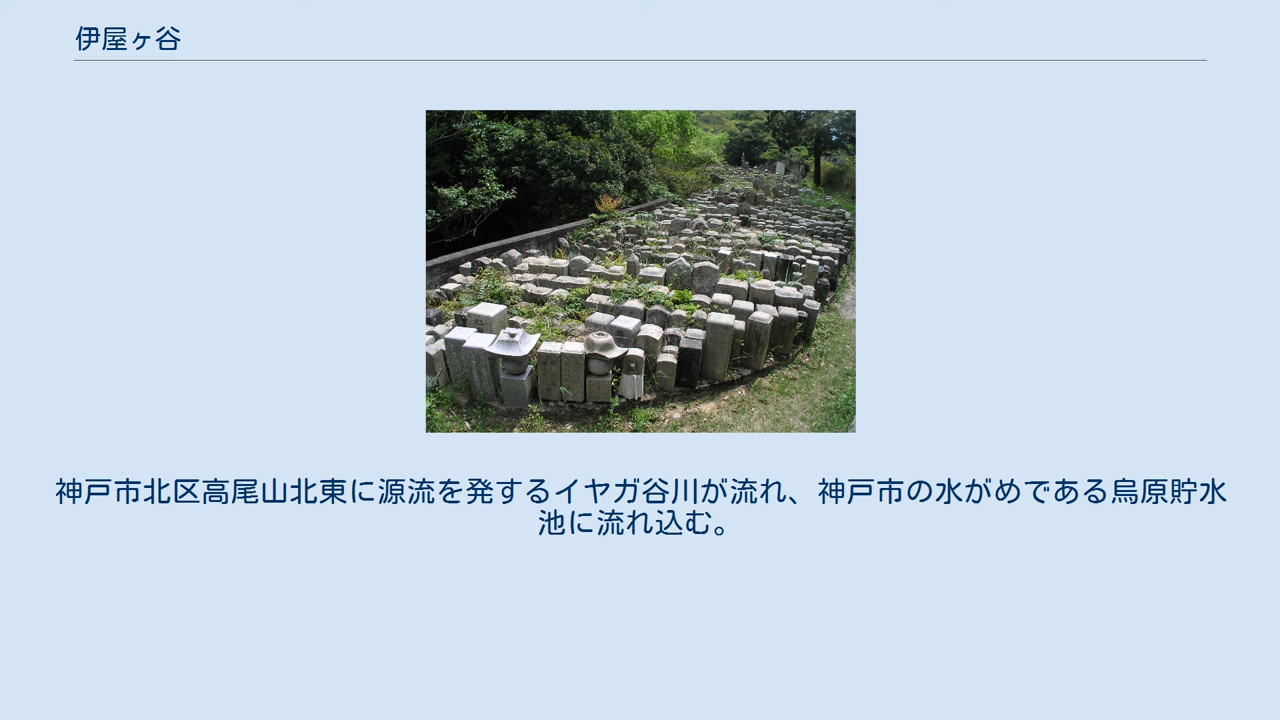 伊屋ヶ谷
神戸市北区高尾山北東に源流を発するイヤガ谷川が流れ、神戸市の水がめである烏原貯水
池に流れ込む。